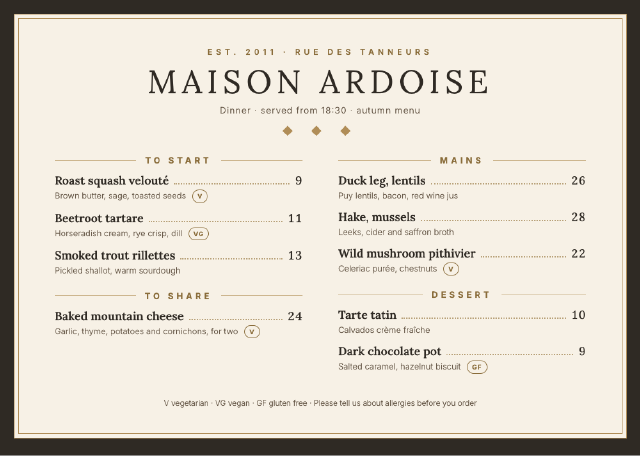 EST. 2011 · RUE DES TANNEURS
MAISON ARDOISE
Dinner · served from 18:30 · autumn menu
TO START
Roast squash velouté 9
Brown butter, sage, toasted seeds V
Beetroot tartare 11
Horseradish cream, rye crisp, dill VG
Smoked trout rillettes 13
Pickled shallot, warm sourdough
TO SHARE
Baked mountain cheese 24
Garlic, thyme, potatoes and cornichons, for two V
MAINS
Duck leg, lentils 26
Puy lentils, bacon, red wine jus
Hake, mussels 28
Leeks, cider and saffron broth
Wild mushroom pithivier 22
Celeriac purée, chestnuts V
DESSERT
Tarte tatin 10
Calvados crème fraîche
Dark chocolate pot 9
Salted caramel, hazelnut biscuit GF
V vegetarian · VG vegan · GF gluten free · Please tell us about allergies before you order